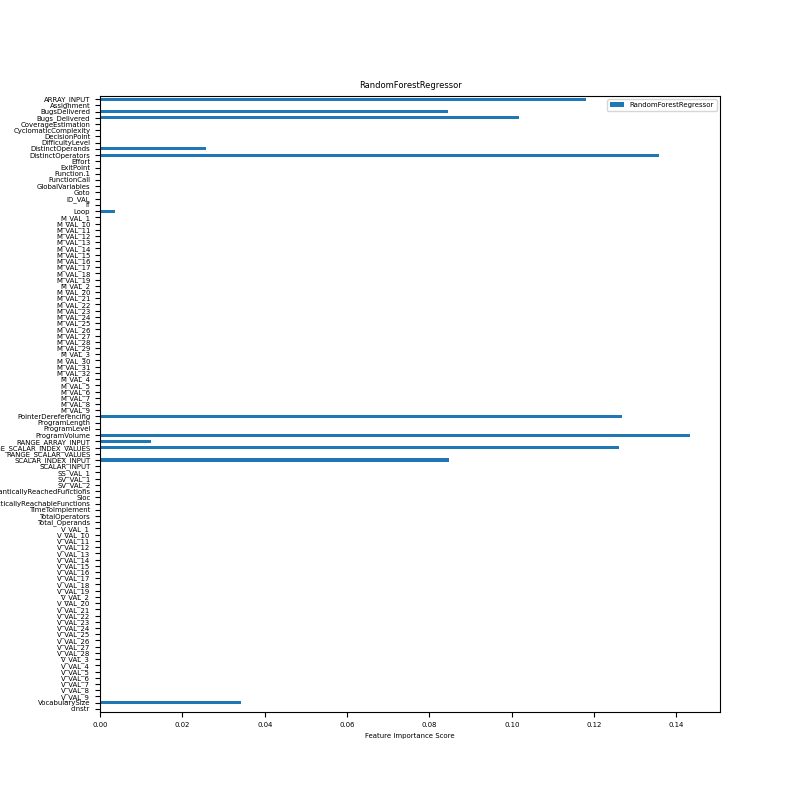 RandomForestRegressor
RandomForestRegressor
ARRAY_INPUT
Assignment
BugsDelivered
Bugs_Delivered
CoverageEstimation
CyclomaticComplexity
DecisionPoint
DifficultyLevel
DistinctOperands
DistinctOperators
Effort
ExitPoint
Function.1
FunctionCall
GlobalVariables
Goto
ID_VAL
If
Loop
M_VAL_1
M_VAL_10
M_VAL_11
M_VAL_12
M_VAL_13
M_VAL_14
M_VAL_15
M_VAL_16
M_VAL_17
M_VAL_18
M_VAL_19
M_VAL_2
M_VAL_20
M_VAL_21
M_VAL_22
M_VAL_23
M_VAL_24
M_VAL_25
M_VAL_26
M_VAL_27
M_VAL_28
M_VAL_29
M_VAL_3
M_VAL_30
M_VAL_31
M_VAL_32
M_VAL_4
M_VAL_5
M_VAL_6
M_VAL_7
M_VAL_8
M_VAL_9
PointerDereferencing
ProgramLength
ProgramLevel
ProgramVolume
RANGE_ARRAY_INPUT
E_SCALAR_INDEX_VALUES
RANGE_SCALAR_VALUES
SCALAR_INDEX_INPUT
SCALAR_INPUT
SS_VAL_1
SV_VAL_1
SV_VAL_2
anticallyReachedFunctions
Sloc
ticallyReachableFunctions
TimeToImplement
TotalOperators
Total_Operands
V_VAL_1
V_VAL_10
V_VAL_11
V_VAL_12
V_VAL_13
V_VAL_14
V_VAL_15
V_VAL_16
V_VAL_17
V_VAL_18
V_VAL_19
V_VAL_2
V_VAL_20
V_VAL_21
V_VAL_22
V_VAL_23
V_VAL_24
V_VAL_25
V_VAL_26
V_VAL_27
V_VAL_28
V_VAL_3
V_VAL_4
V_VAL_5
V_VAL_6
V_VAL_7
V_VAL_8
V_VAL_9
VocabularySize
cinstr
0.00 0.02 0.04 0.06 0.08 0.10 0.12 0.14
Feature Importance Score